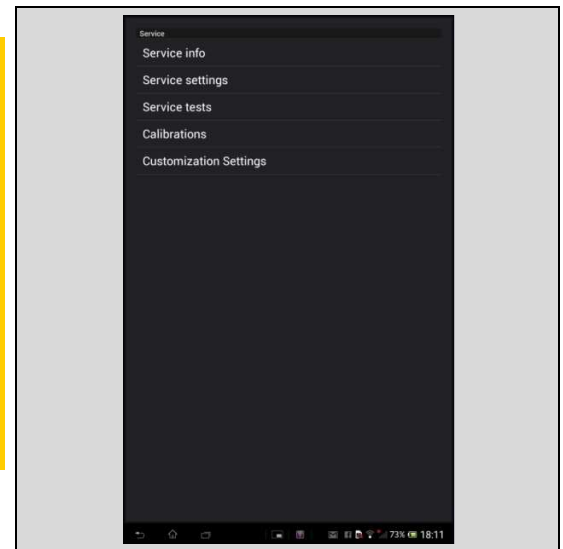 Service
Service info
Service settings
Service tests
Calibrations
Customization Settings
73% 18:11